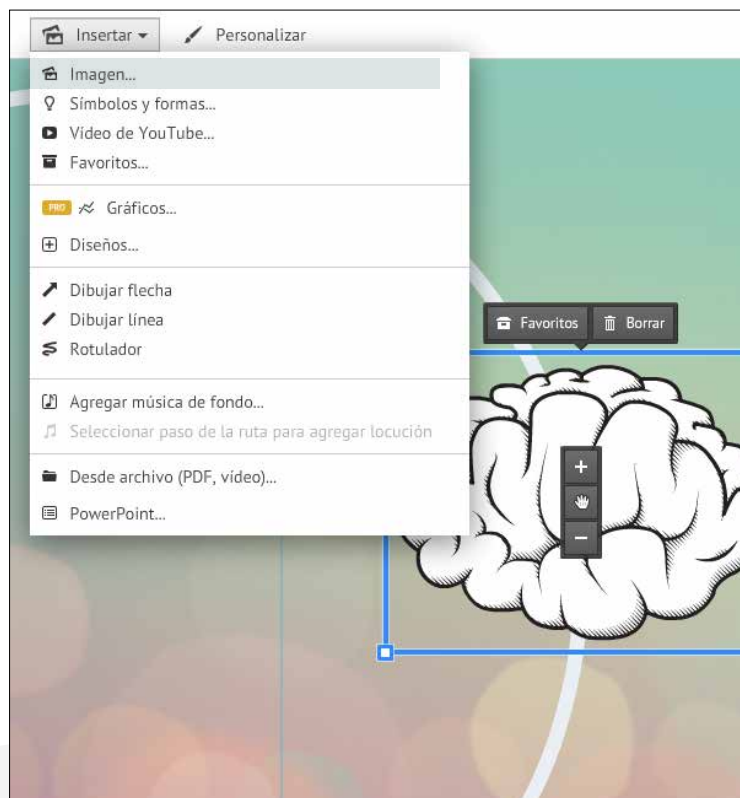 Insertar Personalizar
Imagen...
Símbolos y formas...
Vídeo de YouTube...
Favoritos...
PRO Gráficos...
Diseños...
Dibujar flecha
Dibujar línea
Favoritos Borrar
Rotulador
Agregar música de fondo...
Seleccionar paso de la ruta para agregar locución
Desde archivo (PDF, vídeo)...
PowerPoint...